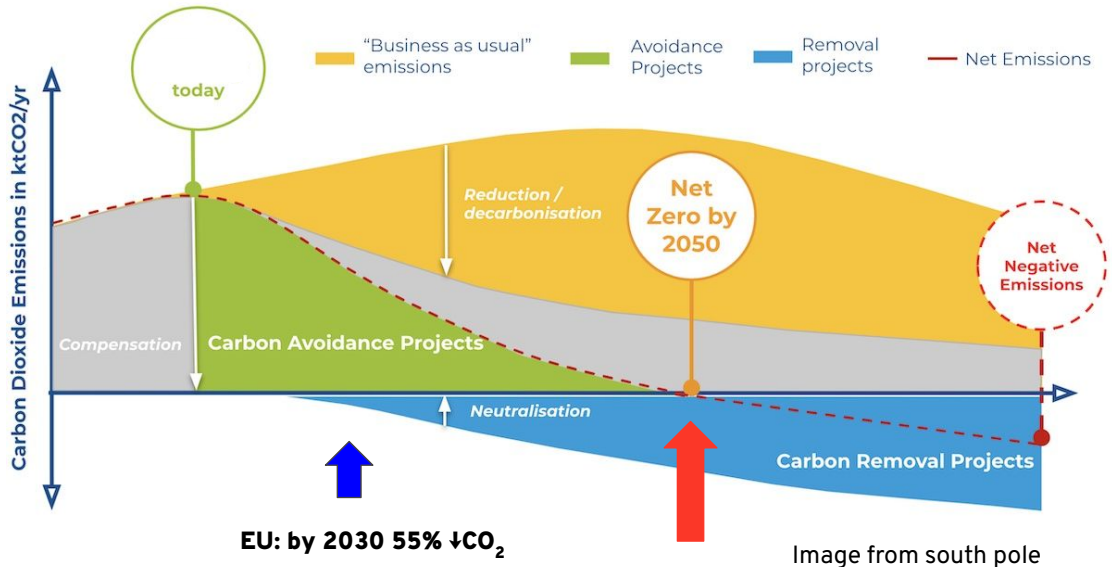 "Business as usual"
emissions
Avoidance
Projects
Removal
projects
Net Emissions
today
Carbon Dioxide Emissions in ktCO2/yr
Reduction /
decarbonisation
Net
Zero by
2050
Net
Negative
Emissions
Compensation
Carbon Avoidance Projects
Neutralisation
Carbon Removal Projects
EU: by 2030 55% ↓CO₂
Image from south pole